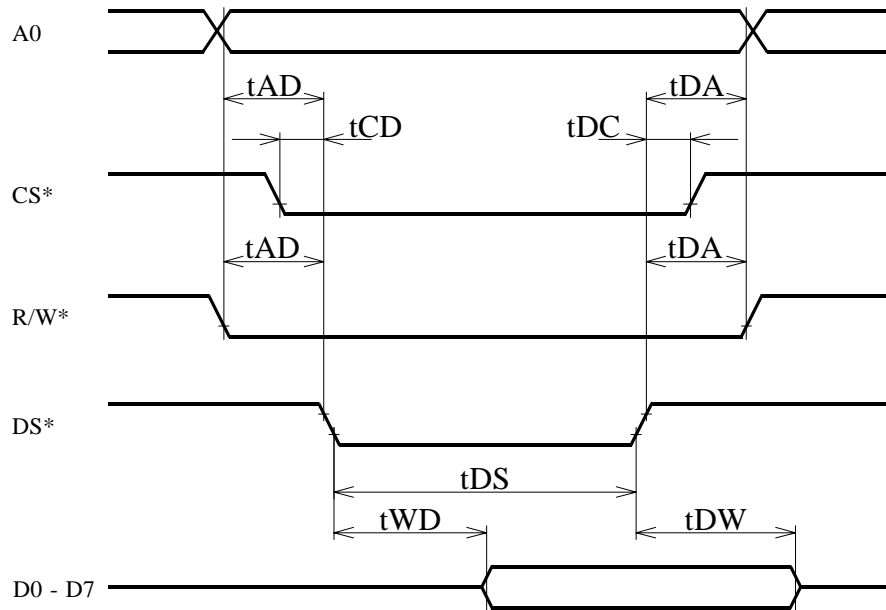 A0
tAD tDA
tCD tDC
CS*
tAD tDA
R/W*
DS*
tDS
tWD tDW
D0 - D7